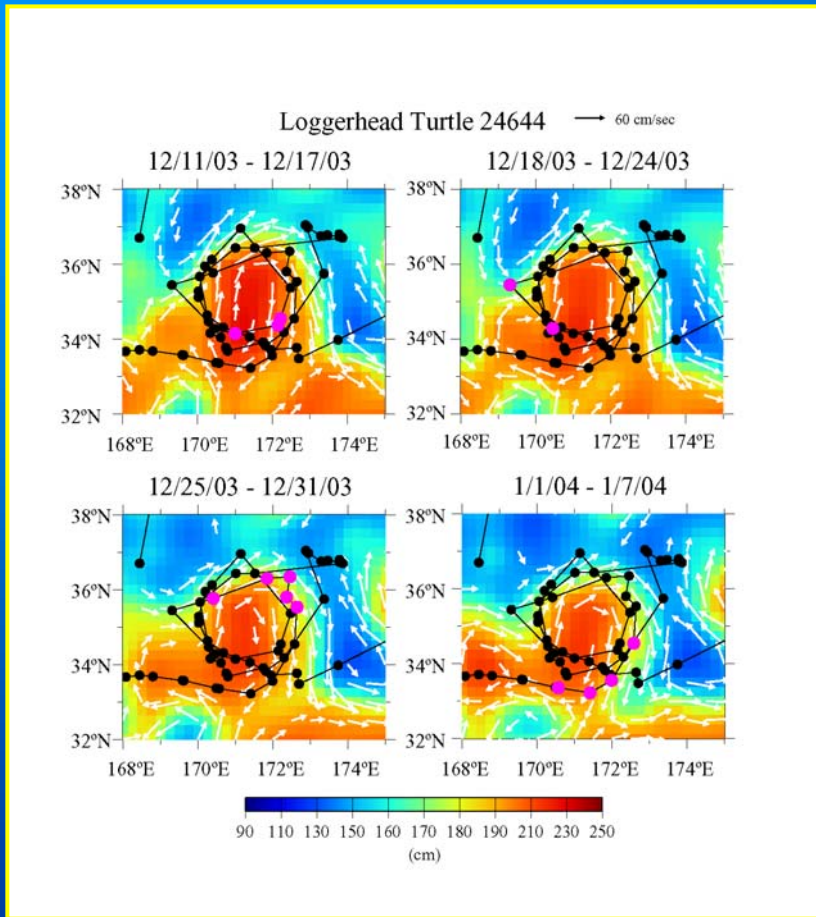 Loggerhead Turtle 24644 60 cm/sec
12/11/03 - 12/17/03 12/18/03 - 12/24/03
38ºN 38ºN
36ºN 36ºN
34ºN 34ºN
32ºN 32ºN
168ºE 170ºE 172ºE 174ºE 168ºE 170ºE 172ºE 174ºE
12/25/03 - 12/31/03 1/1/04 - 1/7/04
38ºN 38ºN
36ºN 36ºN
34ºN 34ºN
32ºN 32ºN
168ºE 170ºE 172ºE 174ºE 168ºE 170ºE 172ºE 174ºE
90 110 130 150 160 170 180 190 210 230 250
(cm)